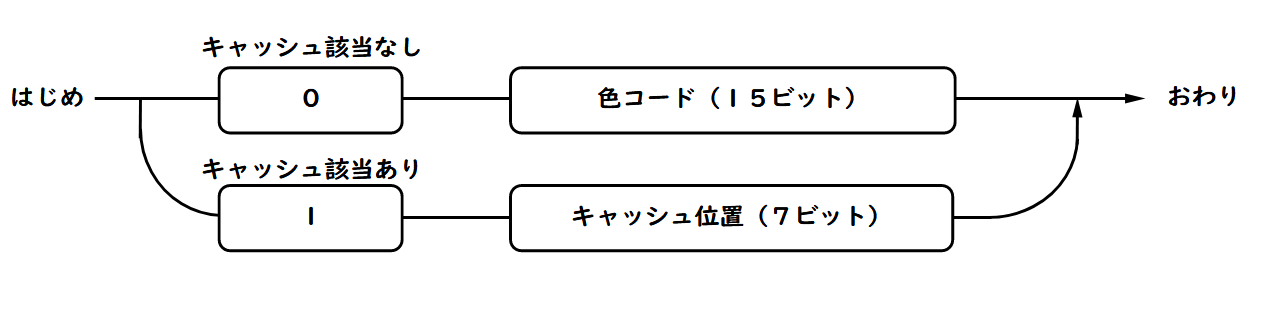 キャッシュ該当なし
はじめ
0
色コード（１５ビット）
おわり
キャッシュ該当あり
1
キャッシュ位置（７ビット）